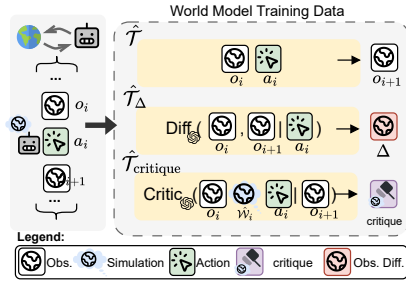 World Model Training Data
𝒯̂
o_i a_i o_{i+1}
𝒯̂_Δ
Diff ( , | )
o_i o_{i+1} a_i Δ
𝒯̂_critique
Critic ( | )
o_i 𝒲̂_i a_i o_{i+1} critique
...
o_i
a_i
i+1
...
Legend:
Obs. Simulation Action critique Obs. Diff.